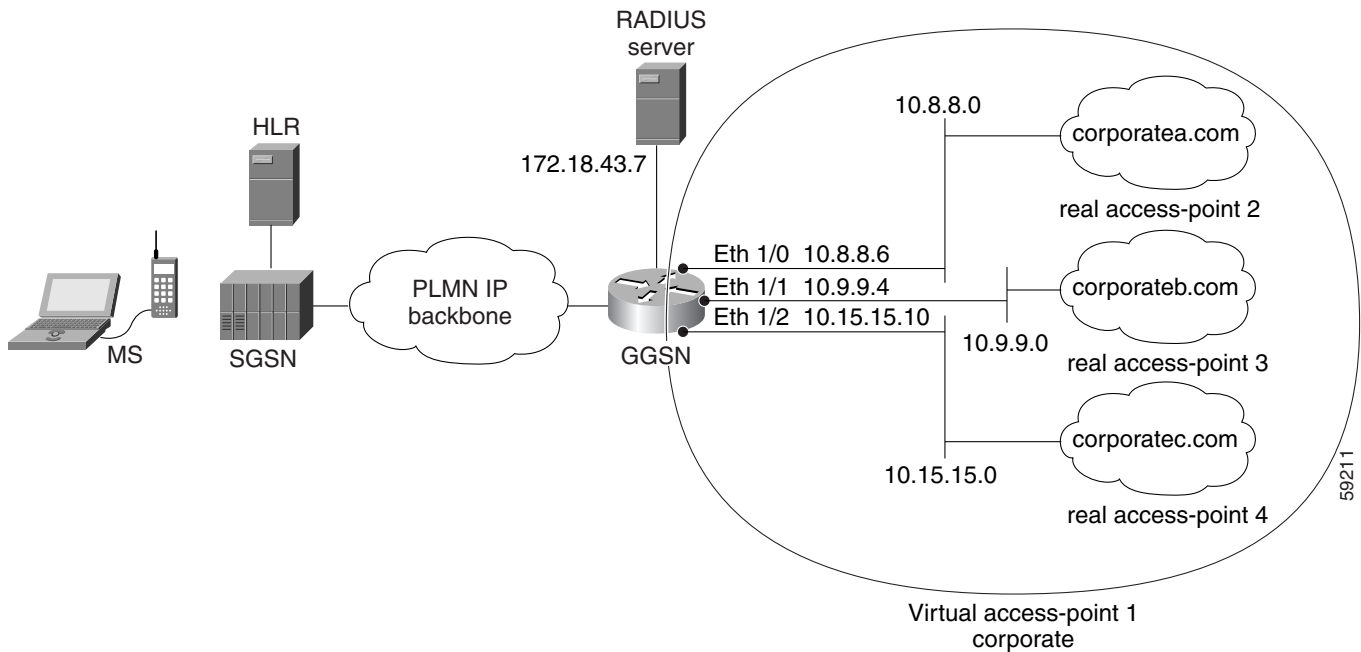 RADIUS
server
10.8.8.0
corporatea.com
HLR
172.18.43.7
real access-point 2
Eth 1/0 10.8.8.6
PLMN IP
backbone
Eth 1/1 10.9.9.4
corporateb.com
Eth 1/2 10.15.15.10
MS
SGSN
GGSN
10.9.9.0
real access-point 3
corporatec.com
10.15.15.0
real access-point 4
59211
Virtual access-point 1
corporate